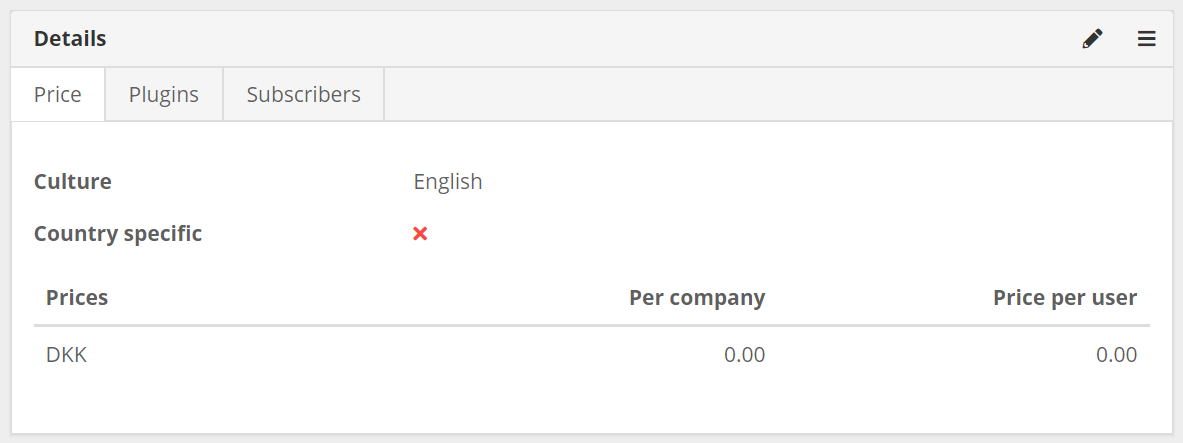 Details
Price Plugins Subscribers
Culture English
Country specific
Prices Per company Price per user
DKK 0.00 0.00